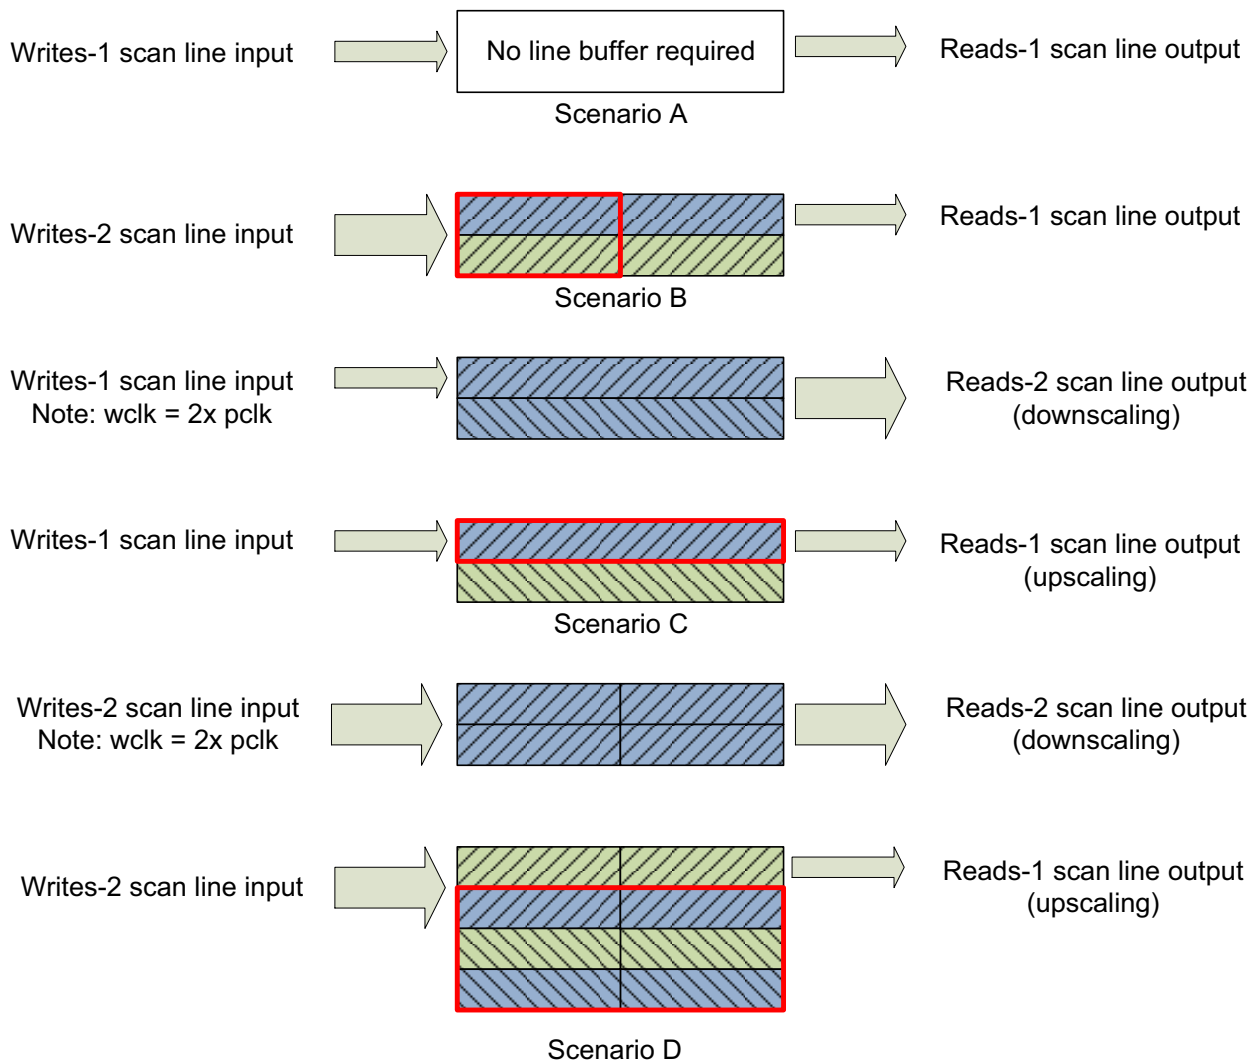 Writes-1 scan line input
No line buffer required
Reads-1 scan line output
Scenario A
Writes-2 scan line input
Reads-1 scan line output
Scenario B
Writes-1 scan line input
Note: wclk = 2x pclk
Reads-2 scan line output
(downscaling)
Writes-1 scan line input
Reads-1 scan line output
(upscaling)
Scenario C
Writes-2 scan line input
Note: wclk = 2x pclk
Reads-2 scan line output
(downscaling)
Writes-2 scan line input
Reads-1 scan line output
(upscaling)
Scenario D